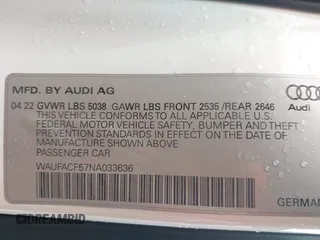 MFD. BY AUDI AG
04 22 GVWR LBS 5038 GAWR LBS FRONT 2535 /REAR 2646
Audi
THIS VEHICLE CONFORMS TO ALL APPLICABLE U.S.
FEDERAL MOTOR VEHICLE SAFETY, BUMPER AND THEFT
PREVENTION STANDARDS IN EFFECT ON THE DATE OF
MANUFACTURE SHOWN ABOVE
PASSENGER CAR
WAUFACF57NA033636
GERMAN
IDREAMBID